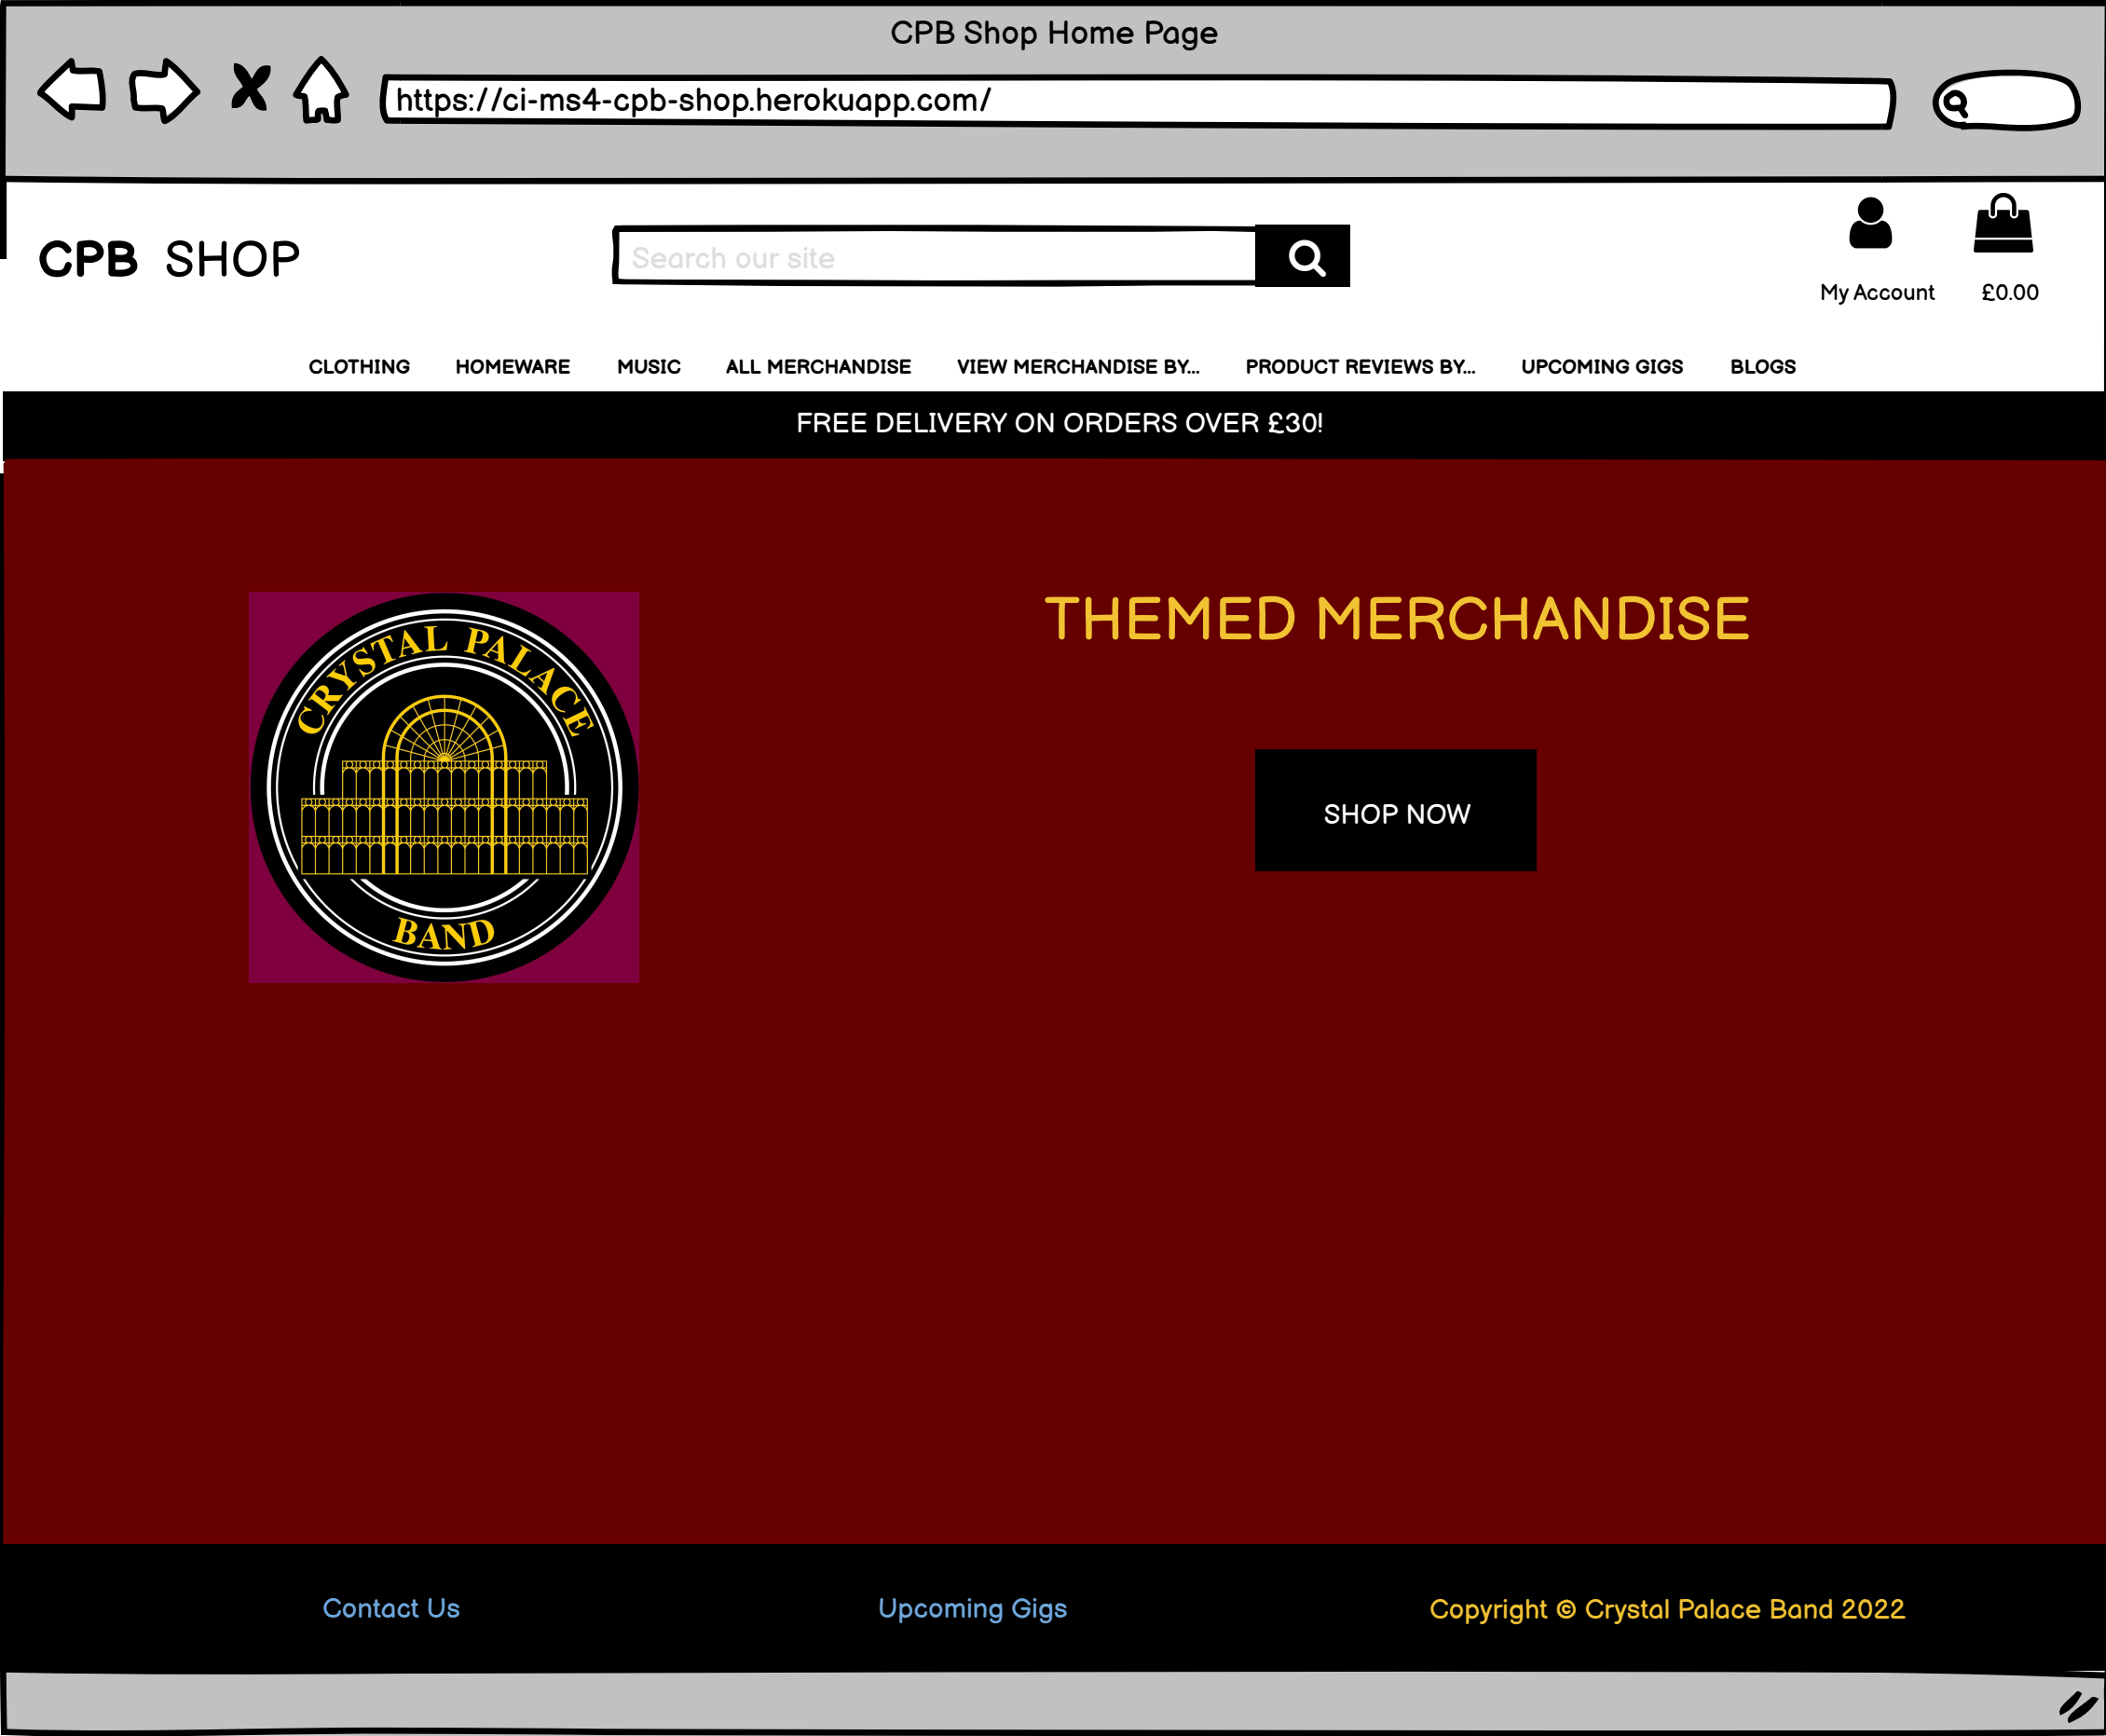 CPB Shop Home Page
https://ci-ms4-cpb-shop.herokuapp.com/
CPB SHOP
Search our site
My Account £0.00
CLOTHING HOMEWARE MUSIC ALL MERCHANDISE VIEW MERCHANDISE BY... PRODUCT REVIEWS BY... UPCOMING GIGS BLOGS
FREE DELIVERY ON ORDERS OVER £30!
CRYSTAL PALACE
BAND
THEMED MERCHANDISE
SHOP NOW
Contact Us Upcoming Gigs Copyright © Crystal Palace Band 2022